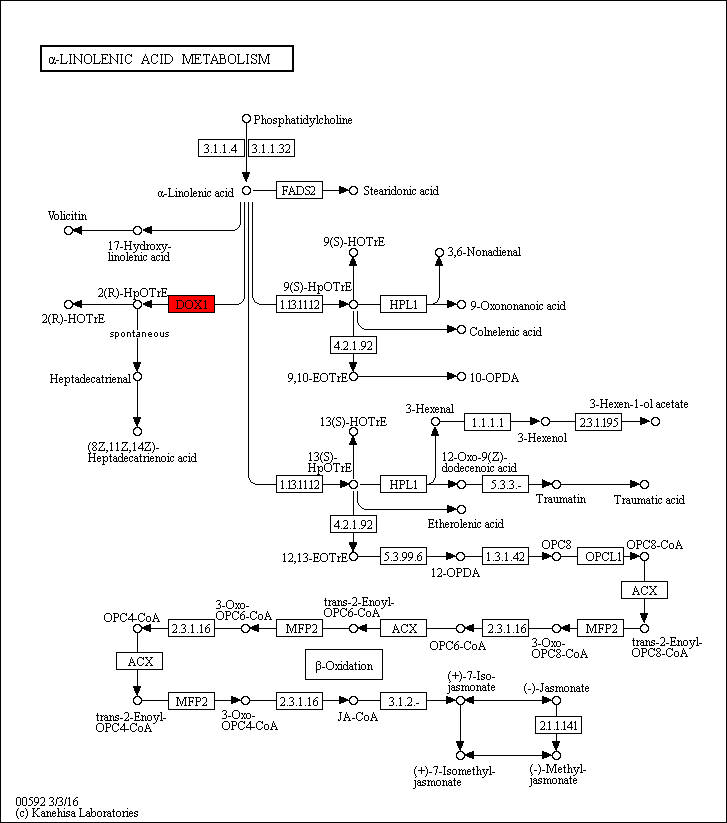 α-LINOLENIC ACID METABOLISM
Phosphatidylcholine
3.1.1.4
3.1.1.32
α-Linolenic acid
FADS2
Stearidonic acid
Volicitin
17-Hydroxy-
linolenic acid
9(S)-HOTrE
3,6-Nonadienal
2(R)-HpOTrE
DOX1
9(S)-HpOTrE
1.13.11.12
HPL1
9-Oxononanoic acid
2(R)-HOTrE
spontaneous
Colnelenic acid
4.2.1.92
Heptadecatrienal
9,10-EOTrE
10-OPDA
3-Hexenal
3-Hexen-1-ol acetate
13(S)-HOTrE
1.1.1.1
2.3.1.195
3-Hexenol
(8Z,11Z,14Z)-
Heptadecatrienoic acid
13(S)-
HpOTrE
12-Oxo-9(Z)-
dodecenoic acid
1.13.11.12
HPL1
5.3.3.-
Traumatin
Traumatic acid
4.2.1.92
Etherolenic acid
12,13-EOTrE
5.3.99.6
12-OPDA
1.3.1.42
OPC8
OPCL1
OPC8-CoA
ACX
OPC4-CoA
2.3.1.16
3-Oxo-
OPC6-CoA
MFP2
trans-2-Enoyl-
OPC6-CoA
ACX
OPC6-CoA
2.3.1.16
3-Oxo-
OPC8-CoA
MFP2
trans-2-Enoyl-
OPC8-CoA
ACX
β-Oxidation
trans-2-Enoyl-
OPC4-CoA
MFP2
3-Oxo-
OPC4-CoA
2.3.1.16
JA-CoA
3.1.2.-
(+)-7-Iso-
jasmonate
(-)-Jasmonate
2.1.1.141
(+)-7-Isomethyl-
jasmonate
(-)-Methyl-
jasmonate
00592 3/3/16
(c) Kanehisa Laboratories